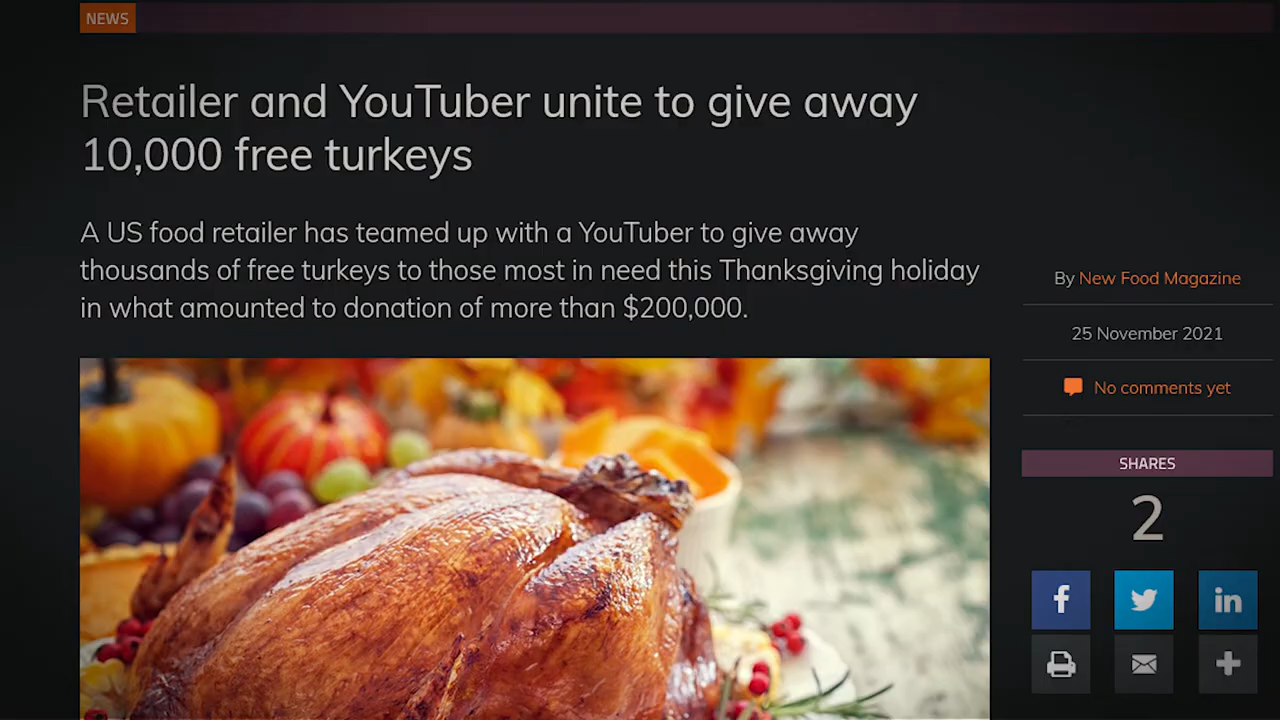 NEWS
Retailer and YouTuber unite to give away
10,000 free turkeys
A US food retailer has teamed up with a YouTuber to give away
thousands of free turkeys to those most in need this Thanksgiving holiday
in what amounted to donation of more than $200,000.
By New Food Magazine
25 November 2021
No comments yet
SHARES
2